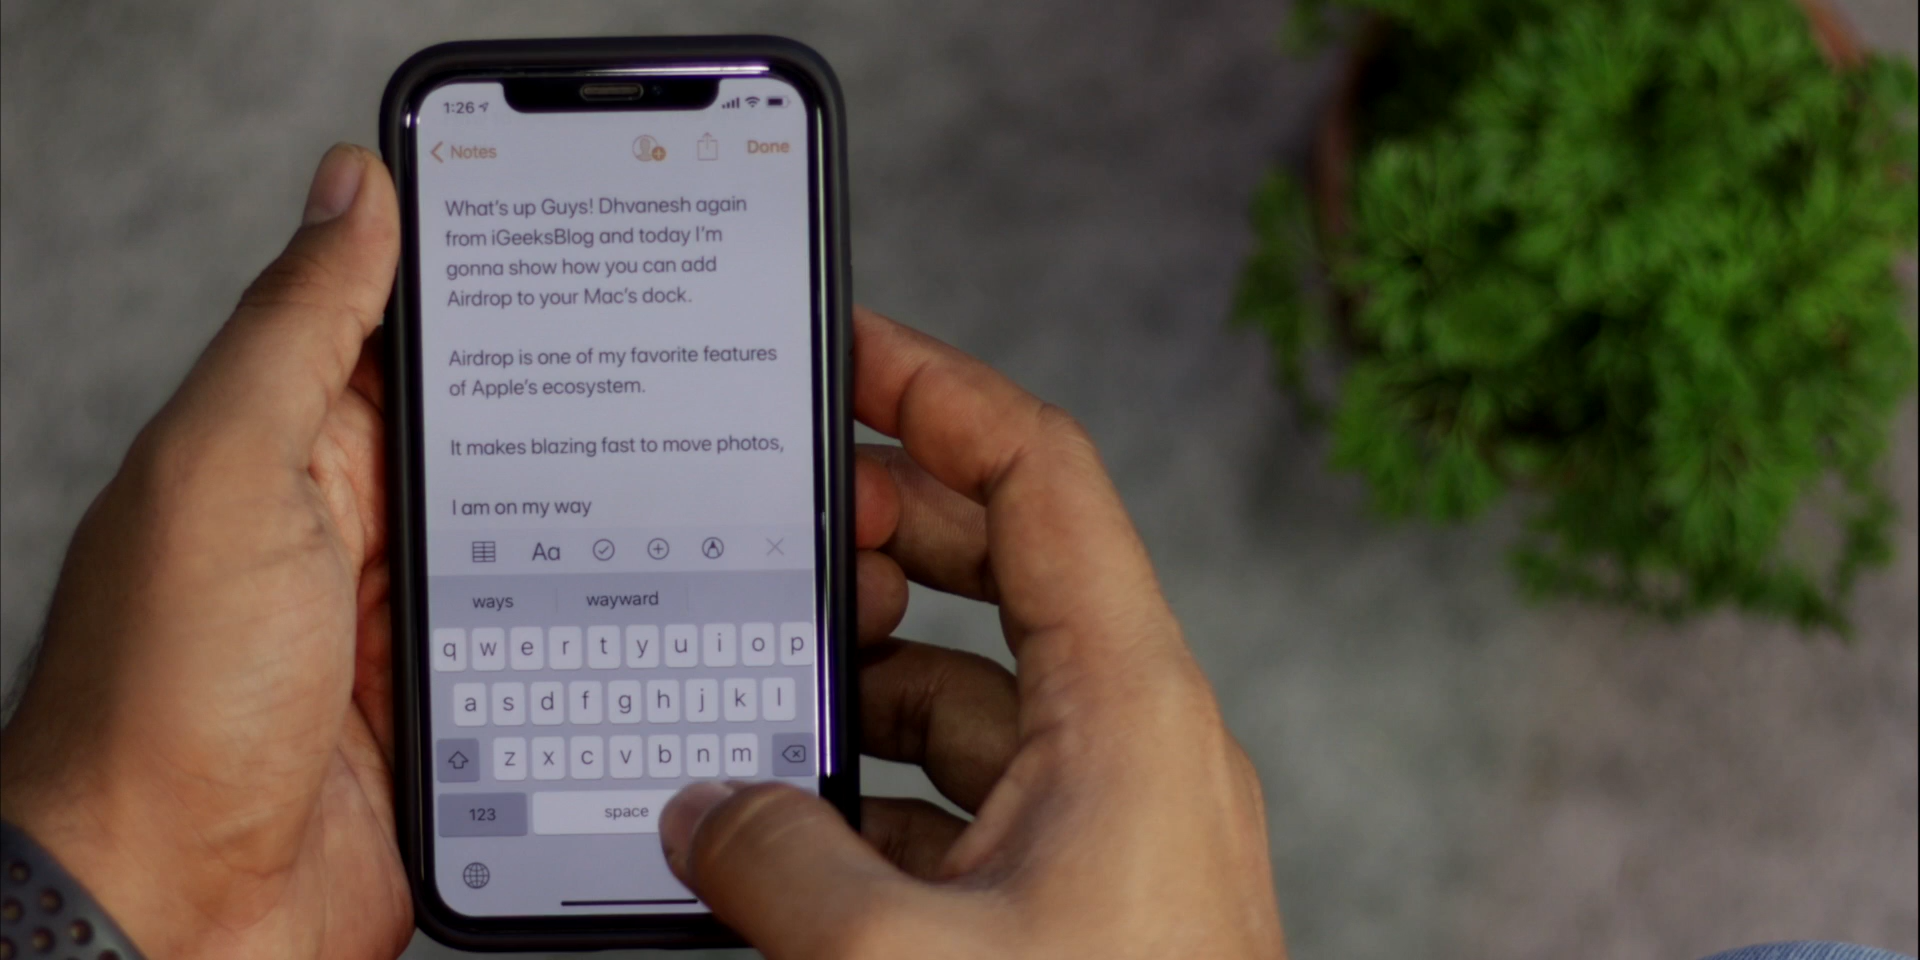 1:26
Notes
Done
What's up Guys! Dhvanesh again
from iGeeksBlog and today I'm
gonna show how you can add
Airdrop to your Mac's dock.
Airdrop is one of my favorite features
of Apple's ecosystem.
It makes blazing fast to move photos,
I am on my way
Aa
ways wayward
q w e r t y u i o p
a s d f g h j k l
z x c v b n m
123 space